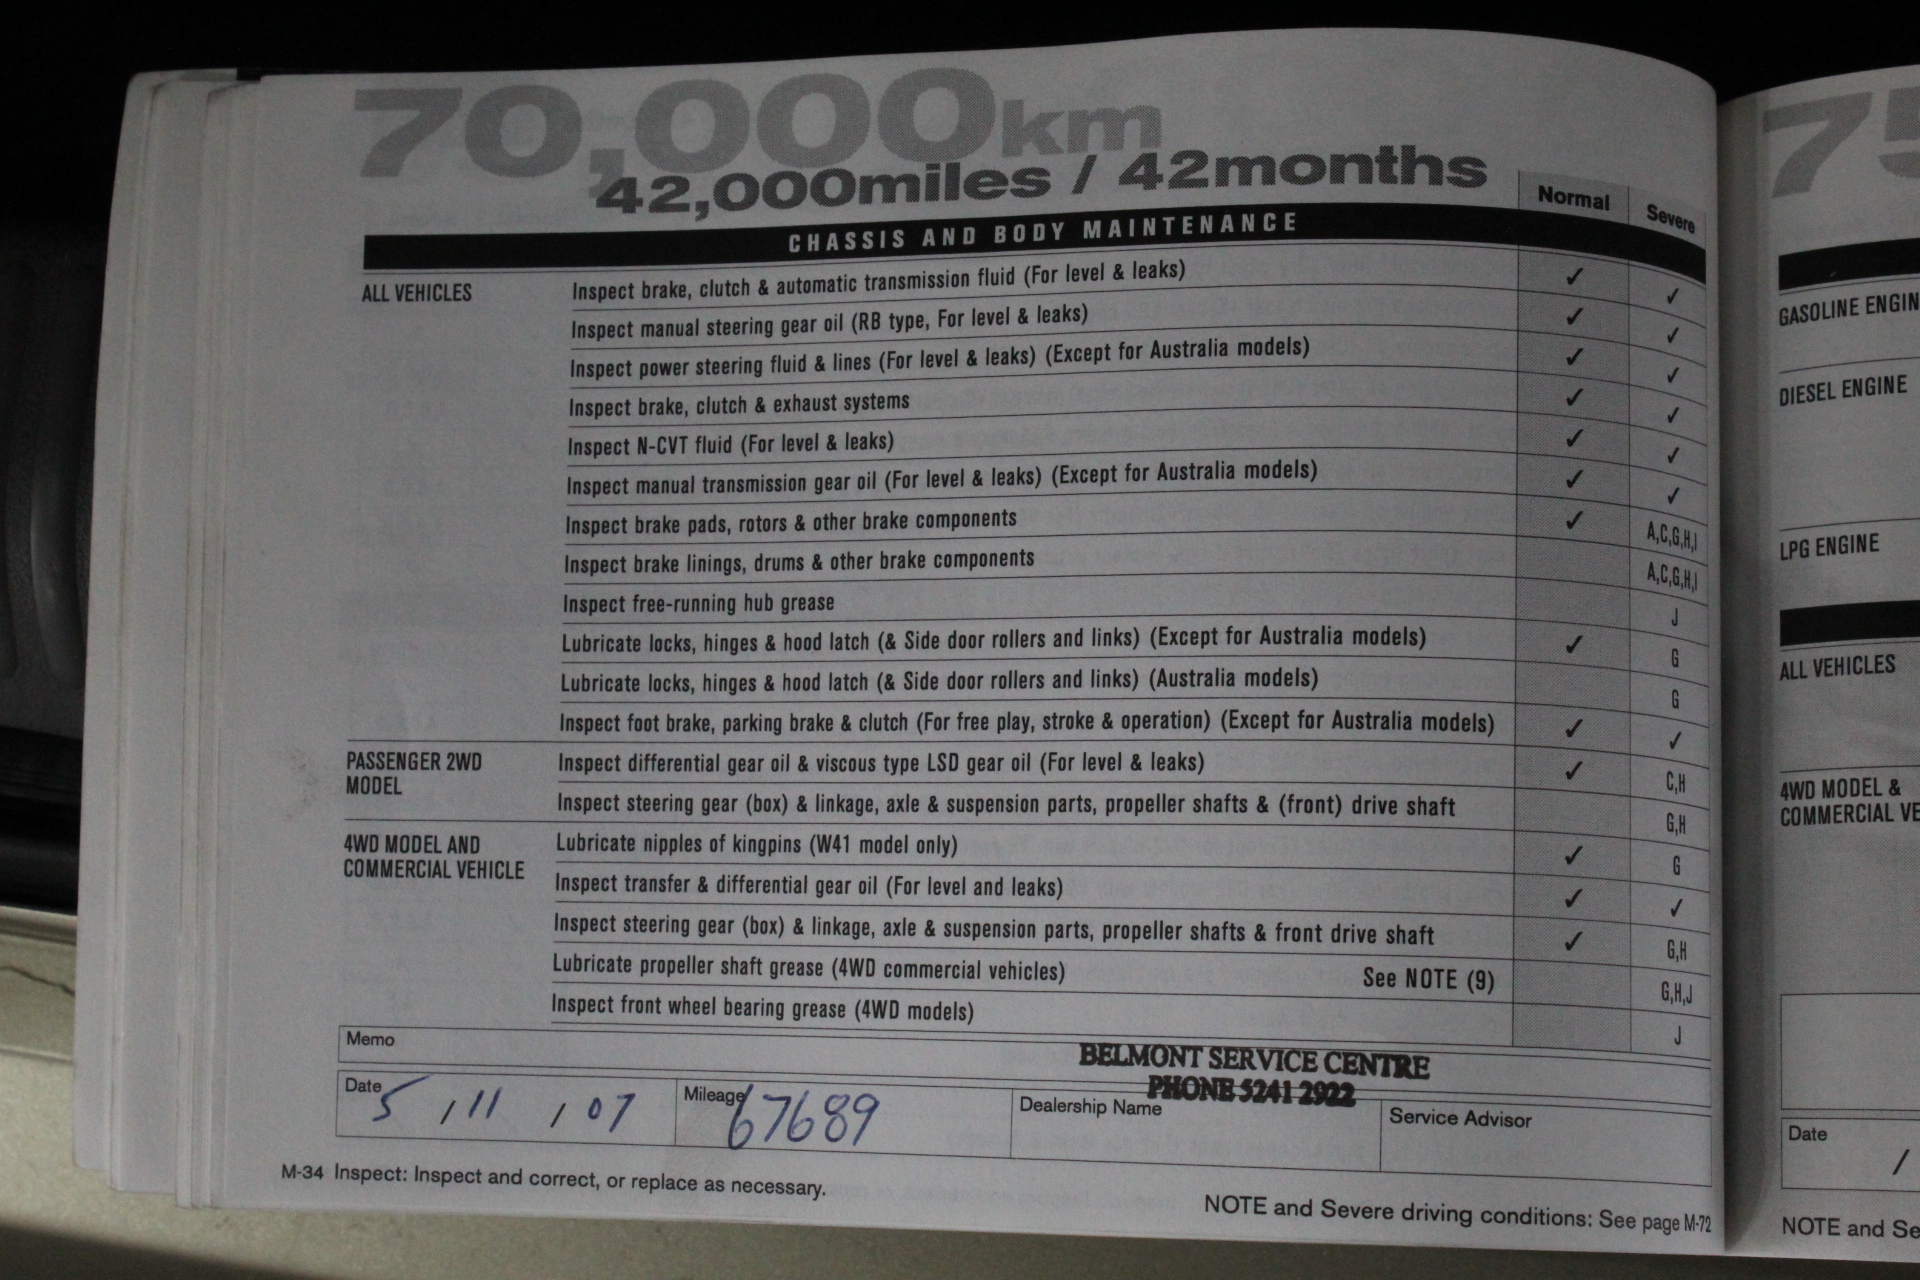 70,000km
42,000miles / 42months
Normal Severe
CHASSIS AND BODY MAINTENANCE
ALL VEHICLES Inspect brake, clutch & automatic transmission fluid (For level & leaks) ✓ ✓
Inspect manual steering gear oil (RB type, For level & leaks) ✓ ✓
Inspect power steering fluid & lines (For level & leaks) (Except for Australia models) ✓ ✓
Inspect brake, clutch & exhaust systems ✓ ✓
Inspect N-CVT fluid (For level & leaks) ✓ ✓
Inspect manual transmission gear oil (For level & leaks) (Except for Australia models) ✓ ✓
Inspect brake pads, rotors & other brake components ✓ A,C,G,H,I
Inspect brake linings, drums & other brake components A,C,G,H,I
Inspect free-running hub grease J
Lubricate locks, hinges & hood latch (& Side door rollers and links) (Except for Australia models) ✓ G
Lubricate locks, hinges & hood latch (& Side door rollers and links) (Australia models) G
Inspect foot brake, parking brake & clutch (For free play, stroke & operation) (Except for Australia models) ✓ ✓
PASSENGER 2WD MODEL Inspect differential gear oil & viscous type LSD gear oil (For level & leaks) ✓ C,H
Inspect steering gear (box) & linkage, axle & suspension parts, propeller shafts & (front) drive shaft G,H
4WD MODEL AND COMMERCIAL VEHICLE Lubricate nipples of kingpins (W41 model only) ✓ G
Inspect transfer & differential gear oil (For level and leaks) ✓ ✓
Inspect steering gear (box) & linkage, axle & suspension parts, propeller shafts & front drive shaft ✓ G,H
Lubricate propeller shaft grease (4WD commercial vehicles) See NOTE (9) G,H,J
Inspect front wheel bearing grease (4WD models) J
Memo
BELMONT SERVICE CENTRE
PHONE 5241 2922
Date 5 / 11 / 07 Mileage 67689 Dealership Name Service Advisor
M-34 Inspect: Inspect and correct, or replace as necessary.
NOTE and Severe driving conditions: See page M-72
75
GASOLINE ENGIN
DIESEL ENGINE
LPG ENGINE
ALL VEHICLES
4WD MODEL &
COMMERCIAL VE
Date /
NOTE and Se